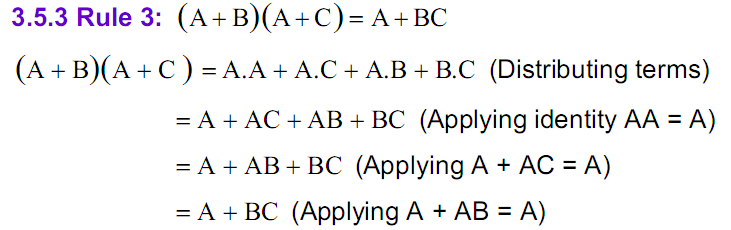 3.5.3 Rule 3: (A + B)(A + C) = A + BC
(A + B)(A + C ) = A.A + A.C + A.B + B.C (Distributing terms)
= A + AC + AB + BC (Applying identity AA = A)
= A + AB + BC (Applying A + AC = A)
= A + BC (Applying A + AB = A)